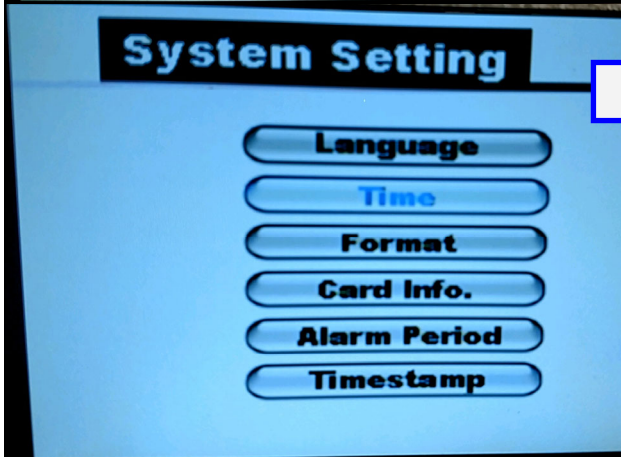 System Setting
Language
Time
Format
Card Info.
Alarm Period
Timestamp